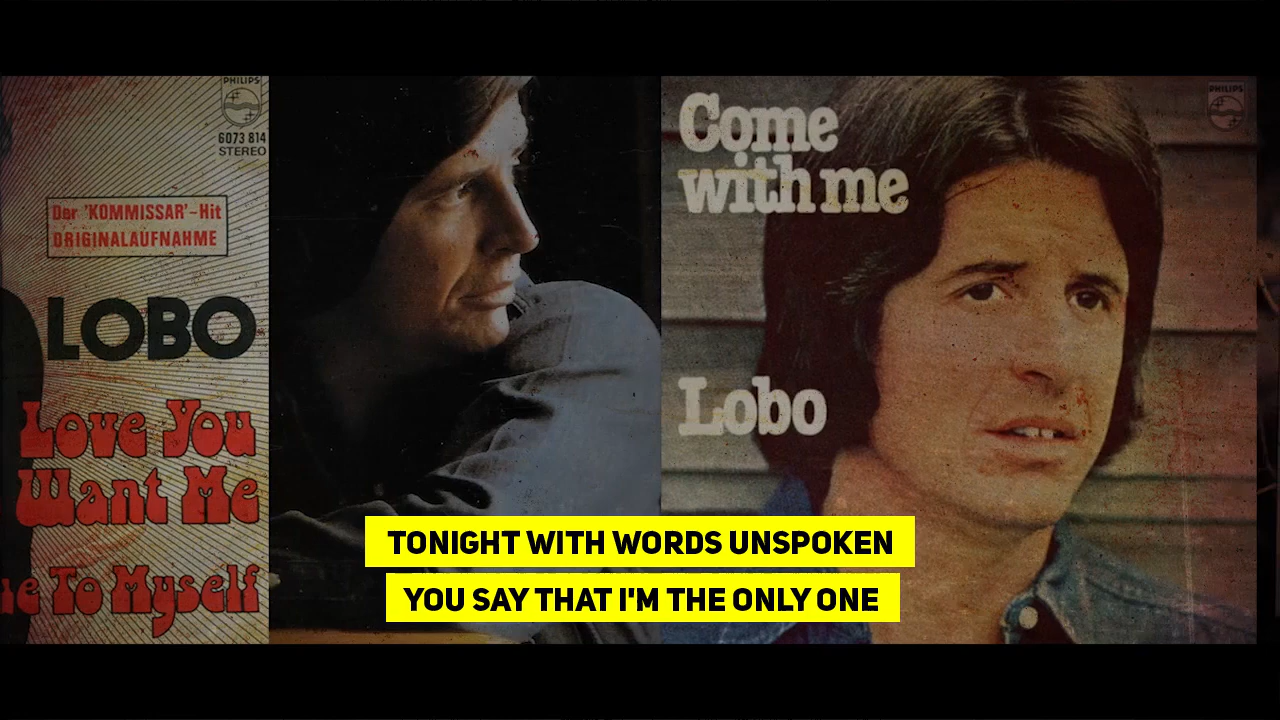 PHILIPS
6073 814
STEREO
Der 'KOMMISSAR'-Hit
ORIGINALAUFNAHME
LOBO
Love You
Want Me
e To Myself
Come
with me
Lobo
PHILIPS
TONIGHT WITH WORDS UNSPOKEN
YOU SAY THAT I'M THE ONLY ONE